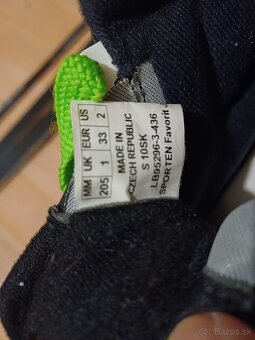 MM UK EUR US
205 1 33 2
MADE IN
CZECH REPUBLIC
S 10SK
LB95296-3-436
SPORTEN Favorit -
Bazos.sk